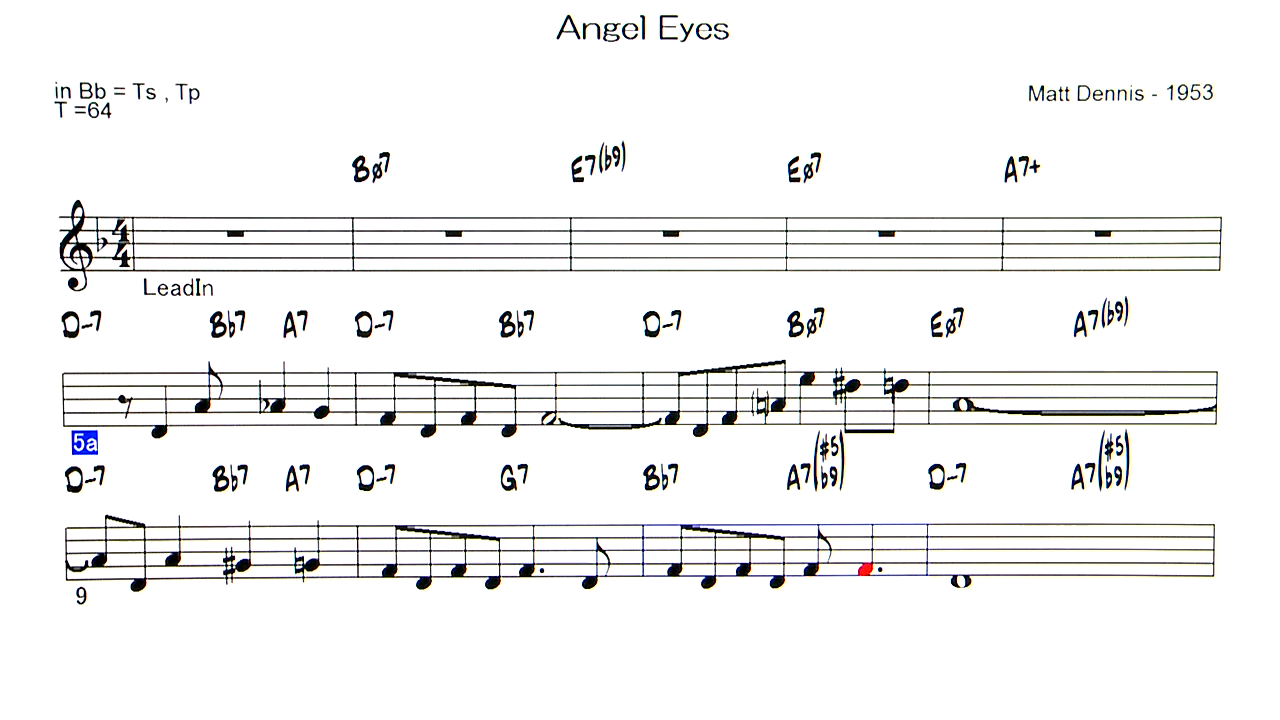 Angel Eyes
in Bb = Ts , Tp
T =64
Matt Dennis - 1953
Bø7 E7(b9) Eø7 A7+
4
4
LeadIn
D-7 Bb7 A7 D-7 Bb7 D-7 Bø7 Eø7 A7(b9)
5a
D-7 Bb7 A7 D-7 G7 Bb7 A7(#5 b9) D-7 A7(#5 b9)
9